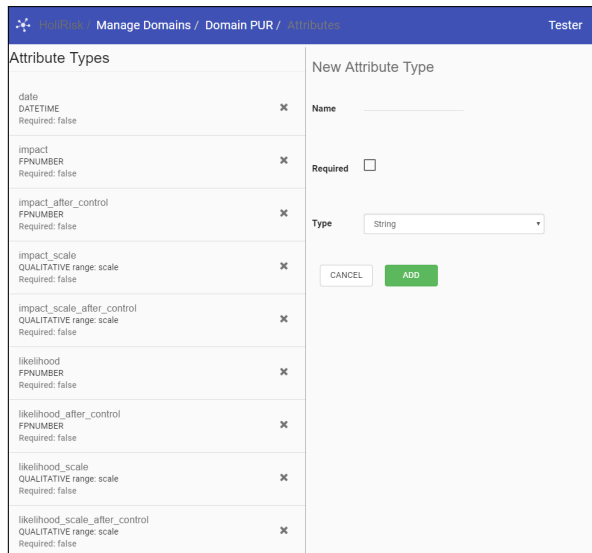 HoliRisk / Manage Domains / Domain PUR / Attributes
Tester
Attribute Types
date
DATETIME
Required: false
impact
FPNUMBER
Required: false
impact_after_control
FPNUMBER
Required: false
impact_scale
QUALITATIVE range: scale
Required: false
impact_scale_after_control
QUALITATIVE range: scale
Required: false
likelihood
FPNUMBER
Required: false
likelihood_after_control
FPNUMBER
Required: false
likelihood_scale
QUALITATIVE range: scale
Required: false
likelihood_scale_after_control
QUALITATIVE range: scale
Required: false
New Attribute Type
Name
Required
Type String
CANCEL ADD